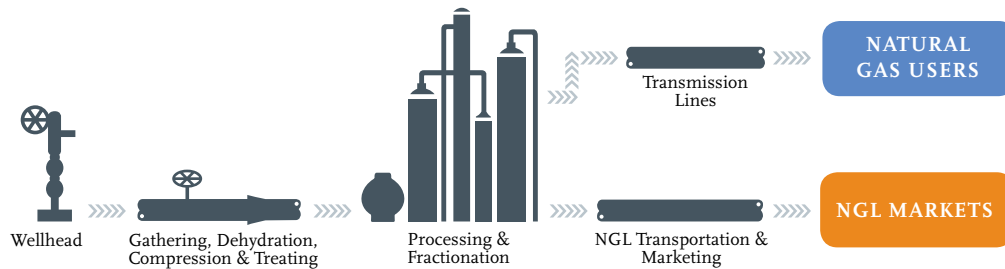 NATURAL
GAS USERS
Transmission
Lines
NGL MARKETS
Wellhead
Gathering, Dehydration,
Compression & Treating
Processing &
Fractionation
NGL Transportation &
Marketing